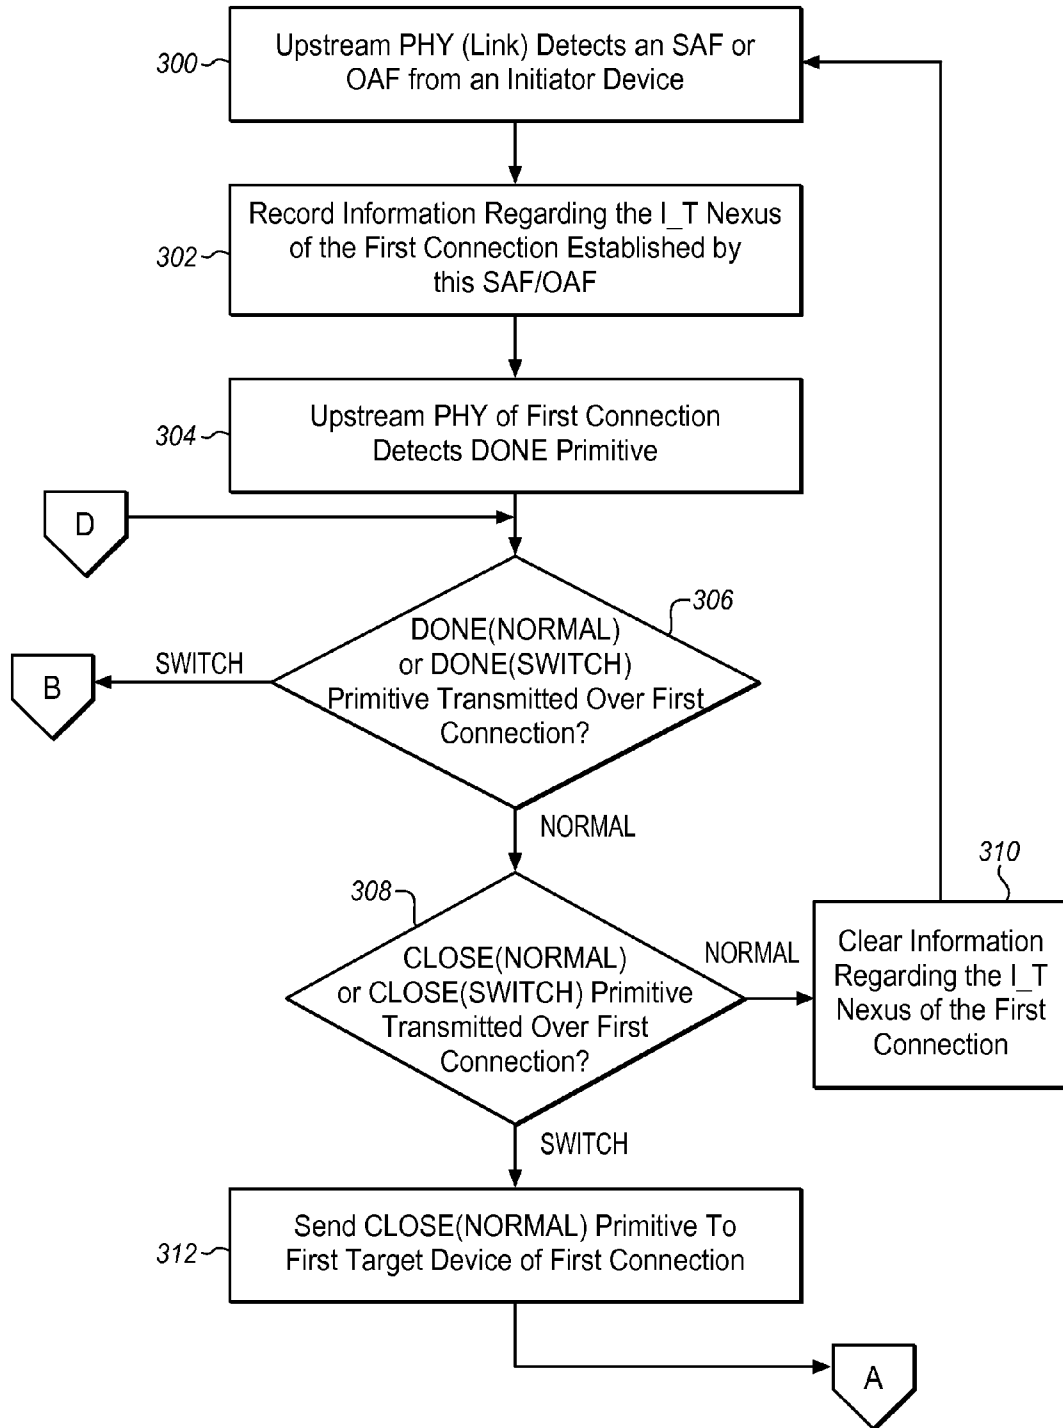 300
Upstream PHY (Link) Detects an SAF or
OAF from an Initiator Device
302
Record Information Regarding the I_T Nexus
of the First Connection Established by
this SAF/OAF
304
Upstream PHY of First Connection
Detects DONE Primitive
D
306
DONE(NORMAL)
or DONE(SWITCH)
Primitive Transmitted Over First
Connection?
SWITCH
B
NORMAL
308
CLOSE(NORMAL)
or CLOSE(SWITCH) Primitive
Transmitted Over First
Connection?
NORMAL
310
Clear Information
Regarding the I_T
Nexus of the First
Connection
SWITCH
312
Send CLOSE(NORMAL) Primitive To
First Target Device of First Connection
A